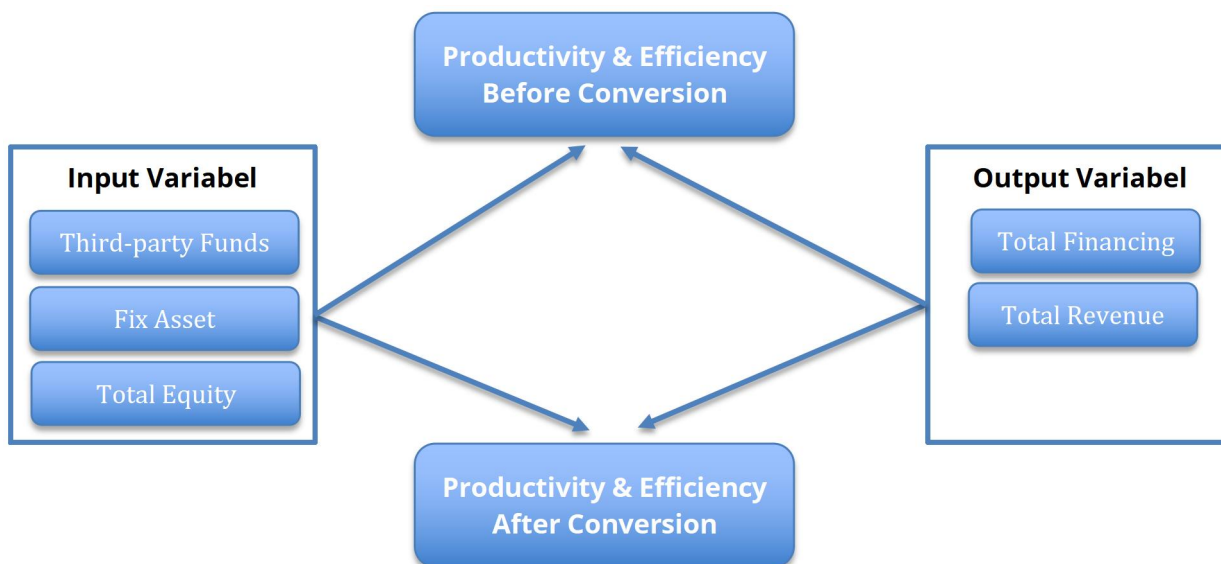 Productivity & Efficiency
Before Conversion
Input Variabel
Third-party Funds
Fix Asset
Total Equity
Output Variabel
Total Financing
Total Revenue
Productivity & Efficiency
After Conversion